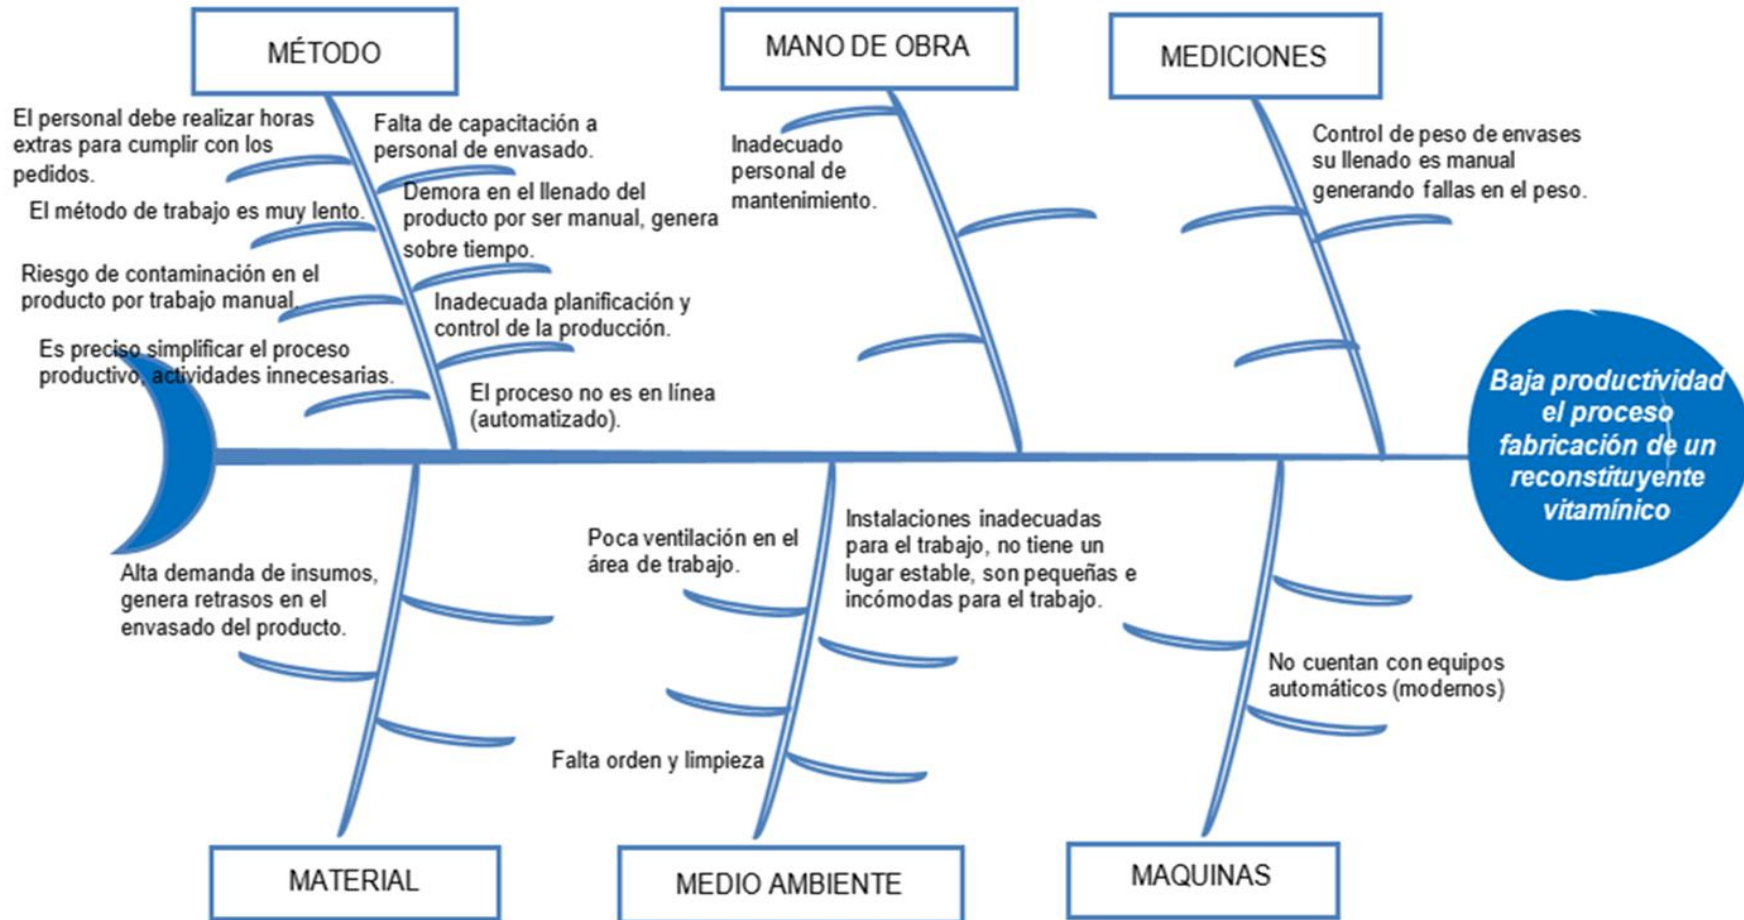 MÉTODO
El personal debe realizar horas
extras para cumplir con los
pedidos.
El método de trabajo es muy lento.
Riesgo de contaminación en el
producto por trabajo manual.
Es preciso simplificar el proceso
productivo, actividades innecesarias.
Falta de capacitación a
personal de envasado.
Demora en el llenado del
producto por ser manual, genera
sobre tiempo.
Inadecuada planificación y
control de la producción.
El proceso no es en línea
(automatizado).
MANO DE OBRA
Inadecuado
personal de
mantenimiento.
MEDICIONES
Control de peso de envases
su llenado es manual
generando fallas en el peso.
Baja productividad
el proceso
fabricación de un
reconstituyente
vitamínico
Alta demanda de insumos,
genera retrasos en el
envasado del producto.
MATERIAL
Poca ventilación en el
área de trabajo.
Instalaciones inadecuadas
para el trabajo, no tiene un
lugar estable, son pequeñas e
incómodas para el trabajo.
Falta orden y limpieza
MEDIO AMBIENTE
No cuentan con equipos
automáticos (modernos)
MAQUINAS